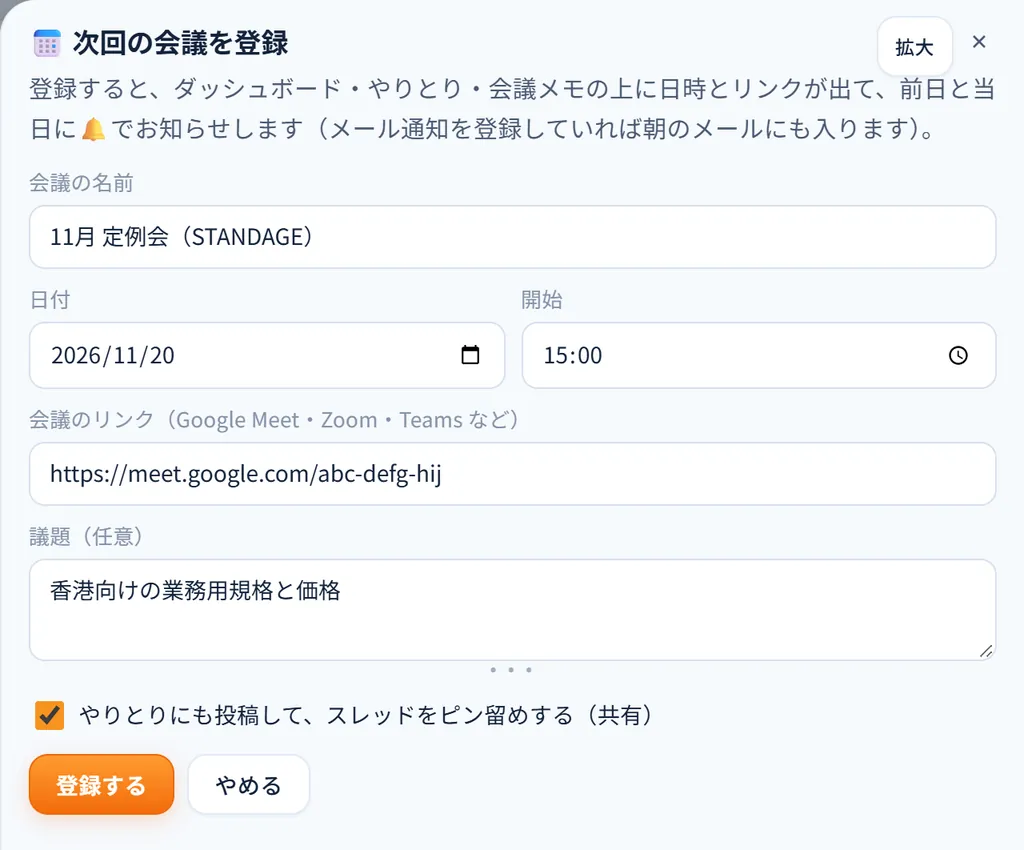 次回の会議を登録
拡大
×
登録すると、ダッシュボード・やりとり・会議メモの上に日時とリンクが出て、前日と当
日に🔔でお知らせします（メール通知を登録していれば朝のメールにも入ります）。
会議の名前
11月 定例会（STANDAGE）
日付
開始
2026/11/20
15:00
会議のリンク（Google Meet・Zoom・Teams など）
https://meet.google.com/abc-defg-hij
議題（任意）
香港向けの業務用規格と価格
やりとりにも投稿して、スレッドをピン留めする（共有）
登録する
やめる